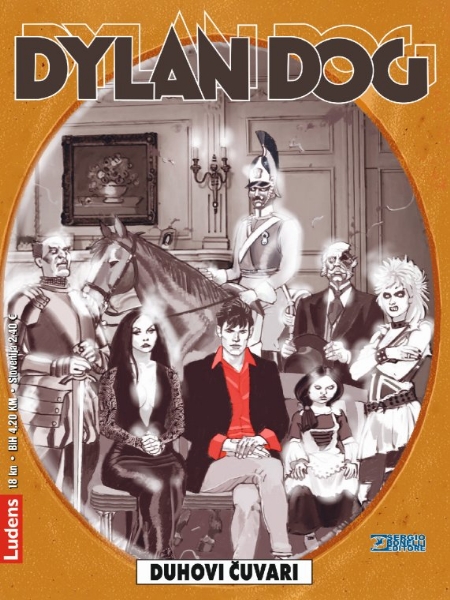 DYLAN DOG
Ludens
18 kn • BIH 4,20 KM • Slovenija 2,40 €
SERGIO
BONELLI
EDITORE
DUHOVI ČUVARI